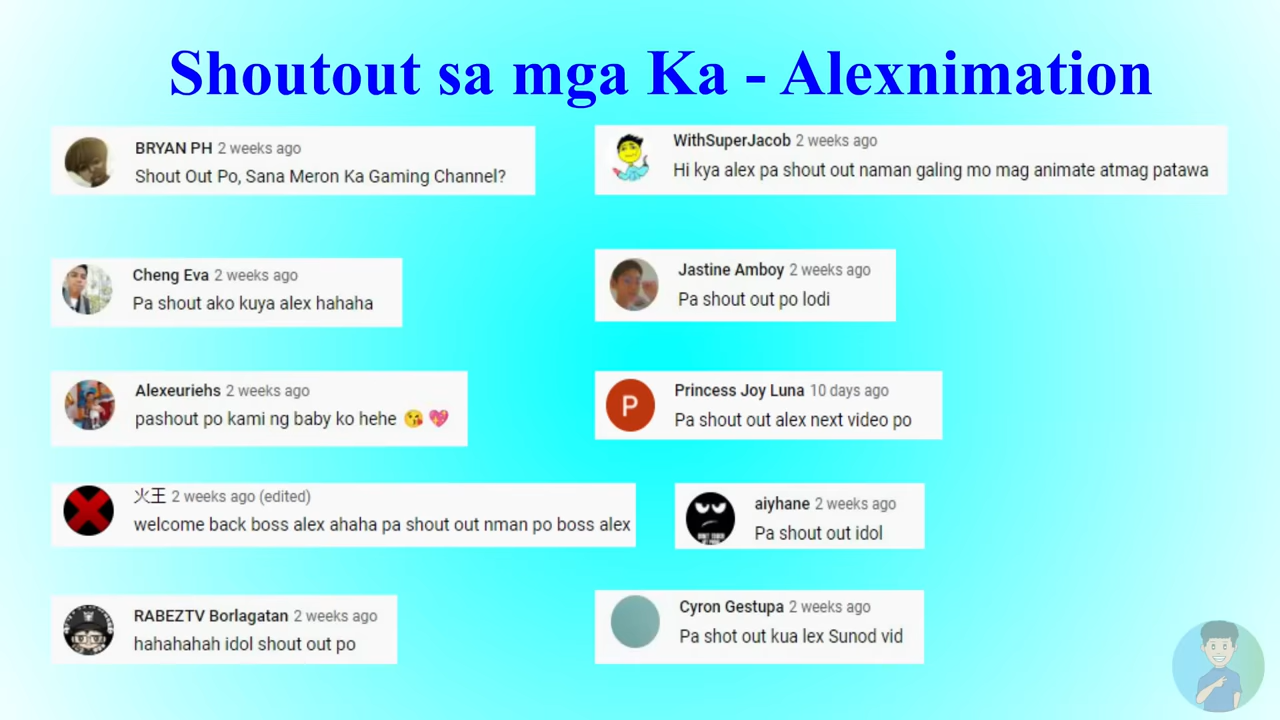 Shoutout sa mga Ka - Alexnimation
BRYAN PH 2 weeks ago
Shout Out Po, Sana Meron Ka Gaming Channel?
WithSuperJacob 2 weeks ago
Hi kya alex pa shout out naman galing mo mag animate atmag patawa
Cheng Eva 2 weeks ago
Pa shout ako kuya alex hahaha
Jastine Amboy 2 weeks ago
Pa shout out po lodi
Alexeuriehs 2 weeks ago
pashout po kami ng baby ko hehe 😘 💖
P
Princess Joy Luna 10 days ago
Pa shout out alex next video po
火王 2 weeks ago (edited)
welcome back boss alex ahaha pa shout out nman po boss alex
aiyhane 2 weeks ago
Pa shout out idol
RABEZTV Borlagatan 2 weeks ago
hahahahah idol shout out po
Cyron Gestupa 2 weeks ago
Pa shot out kua lex Sunod vid